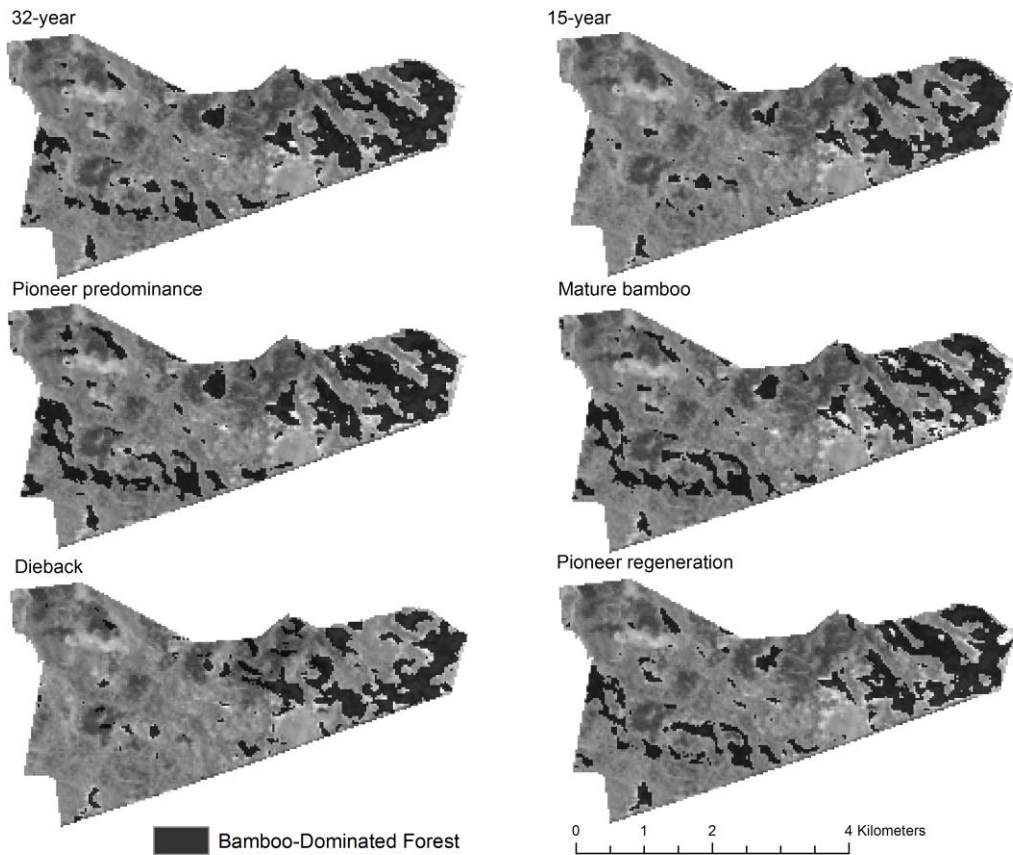 32-year
15-year
Pioneer predominance
Mature bamboo
Dieback
Pioneer regeneration
Bamboo-Dominated Forest
0 1 2 4 Kilometers